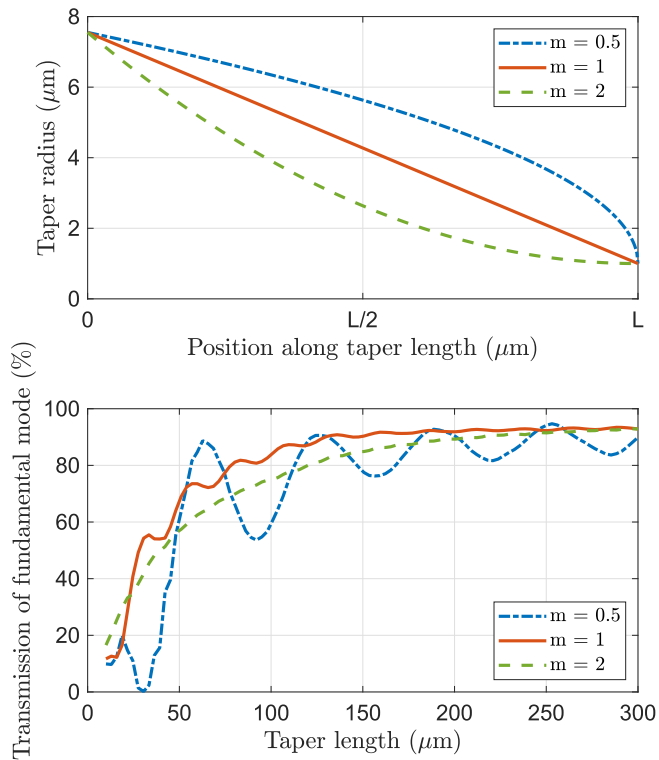 8
6
4
2
0
Taper radius (μm)
m = 0.5
m = 1
m = 2
0
L/2
L
Position along taper length (μm)
100
80
60
40
20
0
Transmission of fundamental mode (%)
m = 0.5
m = 1
m = 2
0
50
100
150
200
250
300
Taper length (μm)